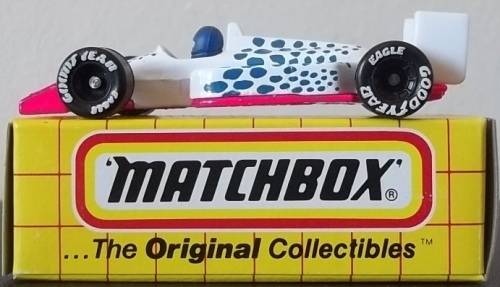 GOODYEAR
EAGLE
EAGLE
GOODYEAR
'MATCHBOX'®
...The Original Collectibles™